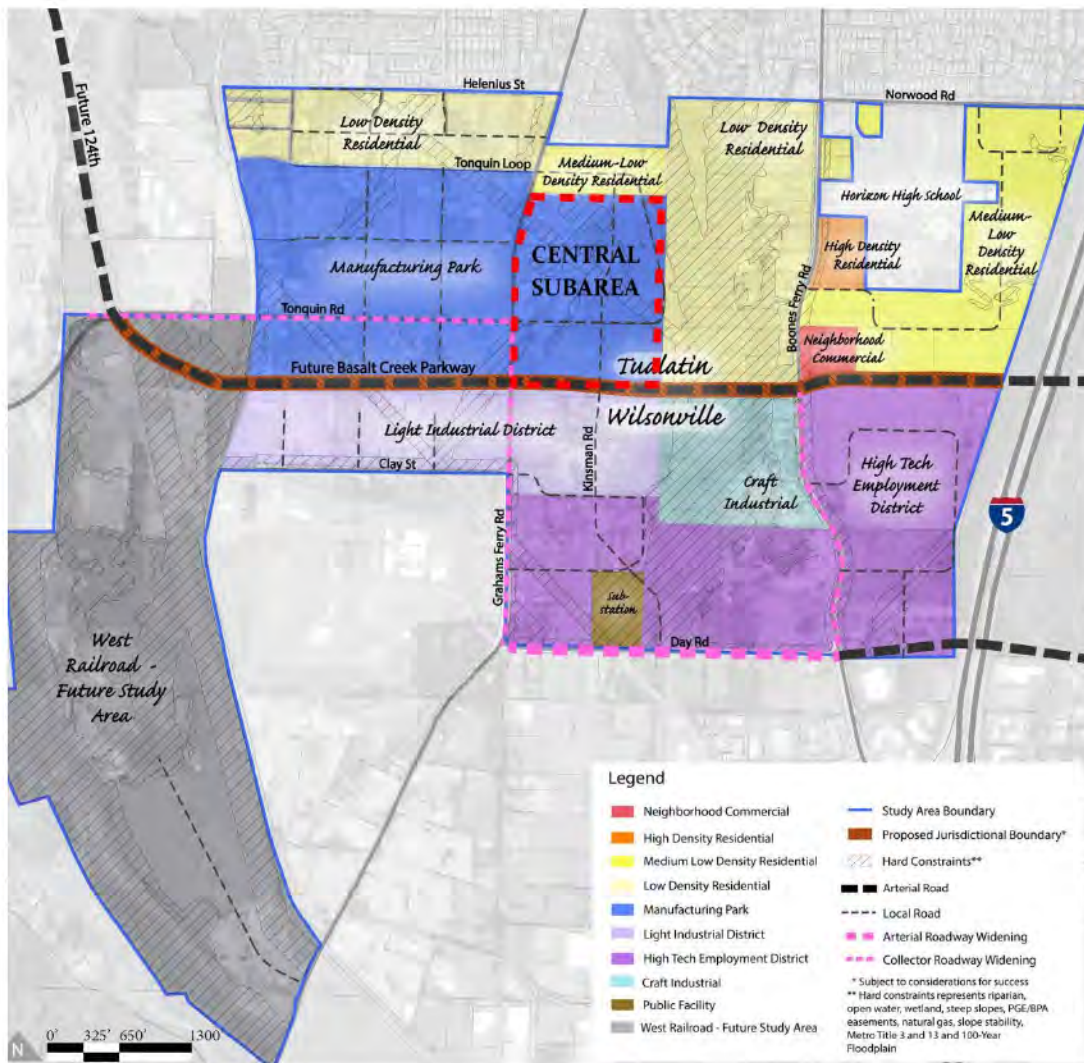 Future 124th
Helenius St
Norwood Rd
Low Density
Residential
Tonquin Loop
Medium-Low
Density Residential
Low Density
Residential
Horizon High School
Medium-
Low
Density
Residential
High Density
Residential
Boones Ferry Rd
CENTRAL
SUBAREA
Manufacturing Park
Tonquin Rd
Neighborhood
Commercial
Future Basalt Creek Parkway
Tualatin
Wilsonville
Light Industrial District
Clay St
Kinsman Rd
Craft
Industrial
High Tech
Employment
District
5
Grahams Ferry Rd
Sub-
station
Day Rd
West
Railroad -
Future Study
Area
Legend
Neighborhood Commercial
High Density Residential
Medium Low Density Residential
Low Density Residential
Manufacturing Park
Light Industrial District
High Tech Employment District
Craft Industrial
Public Facility
West Railroad - Future Study Area
Study Area Boundary
Proposed Jurisdictional Boundary*
Hard Constraints**
Arterial Road
Local Road
Arterial Roadway Widening
Collector Roadway Widening
* Subject to considerations for success
** Hard constraints represents riparian,
open water, wetland, steep slopes, PGE/BPA
easements, natural gas, slope stability,
Metro Title 3 and 13 and 100-Year
Floodplain
N
0' 325' 650' 1300'